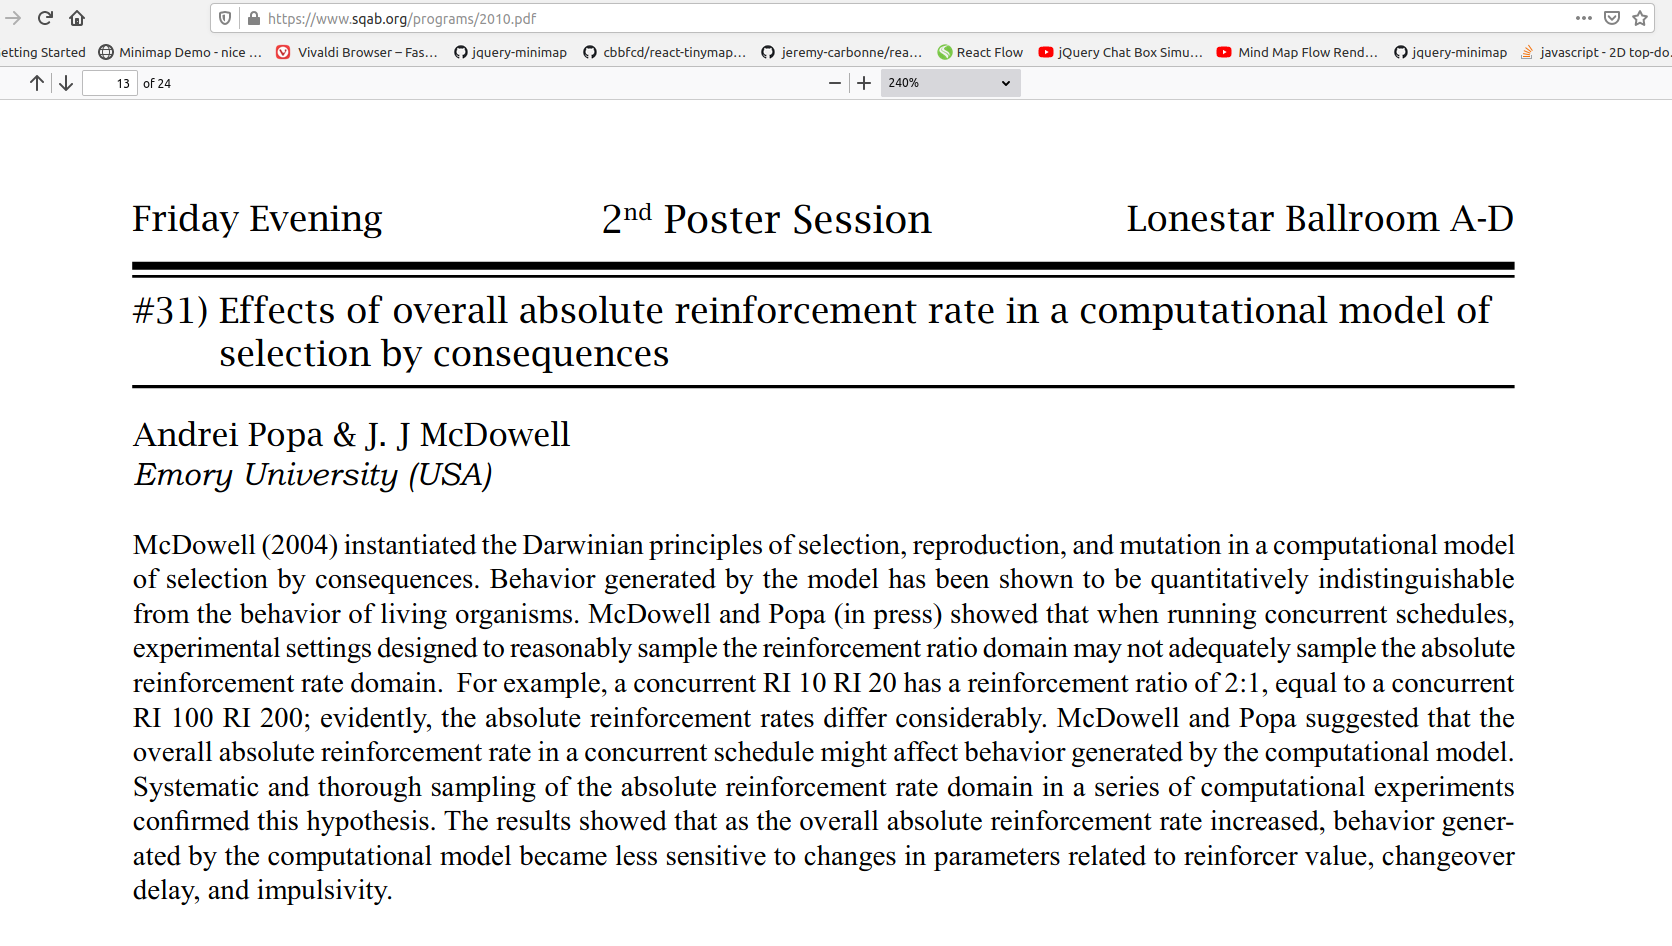 https://www.sqab.org/programs/2010.pdf
etting Started Minimap Demo - nice ... Vivaldi Browser – Fas... jquery-minimap cbbfcd/react-tinymap... jeremy-carbonne/rea... React Flow jQuery Chat Box Simu... Mind Map Flow Rend... jquery-minimap javascript - 2D top-do.
13 of 24 240%
Friday Evening 2nd Poster Session Lonestar Ballroom A-D
#31) Effects of overall absolute reinforcement rate in a computational model of
selection by consequences
Andrei Popa & J. J McDowell
Emory University (USA)
McDowell (2004) instantiated the Darwinian principles of selection, reproduction, and mutation in a computational model
of selection by consequences. Behavior generated by the model has been shown to be quantitatively indistinguishable
from the behavior of living organisms. McDowell and Popa (in press) showed that when running concurrent schedules,
experimental settings designed to reasonably sample the reinforcement ratio domain may not adequately sample the absolute
reinforcement rate domain. For example, a concurrent RI 10 RI 20 has a reinforcement ratio of 2:1, equal to a concurrent
RI 100 RI 200; evidently, the absolute reinforcement rates differ considerably. McDowell and Popa suggested that the
overall absolute reinforcement rate in a concurrent schedule might affect behavior generated by the computational model.
Systematic and thorough sampling of the absolute reinforcement rate domain in a series of computational experiments
confirmed this hypothesis. The results showed that as the overall absolute reinforcement rate increased, behavior gener-
ated by the computational model became less sensitive to changes in parameters related to reinforcer value, changeover
delay, and impulsivity.